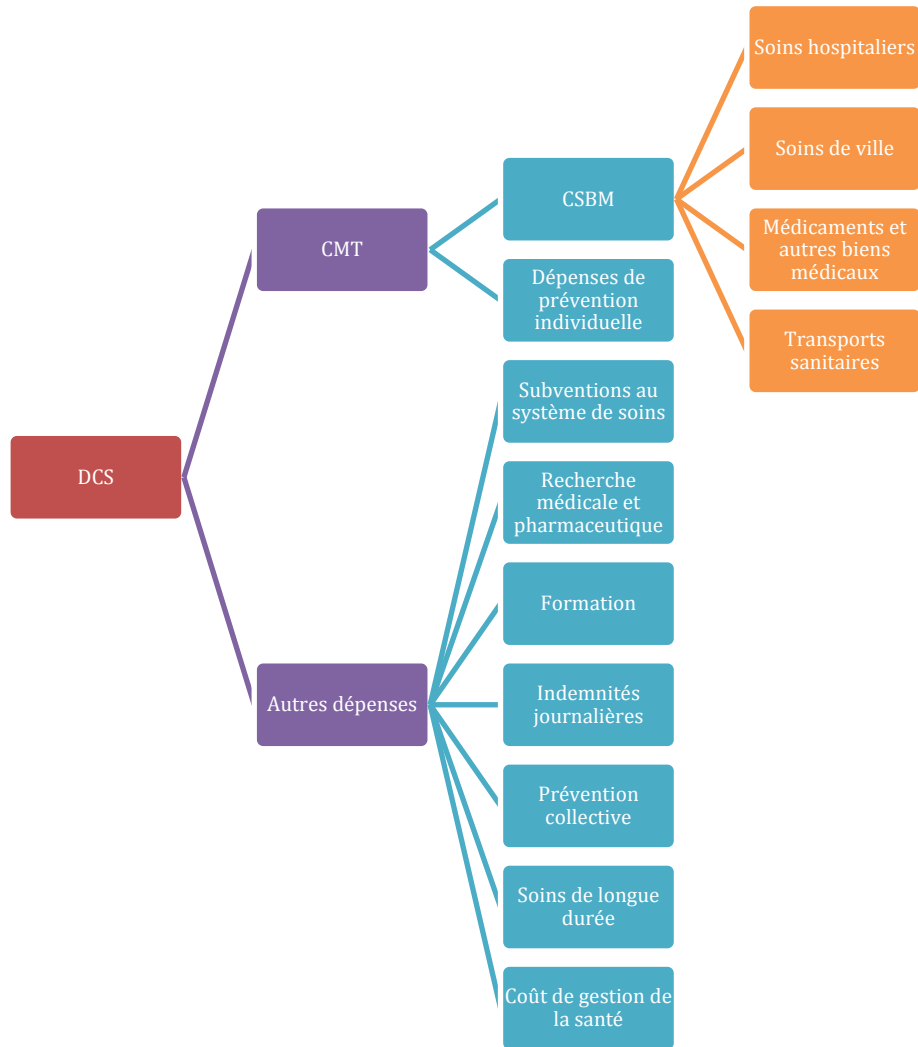 DCS
CMT
Autres dépenses
CSBM
Dépenses de
prévention
individuelle
Subventions au
système de soins
Recherche
médicale et
pharmaceutique
Formation
Indemnités
journalières
Prévention
collective
Soins de longue
durée
Coût de gestion de
la santé
Soins hospitaliers
Soins de ville
Médicaments et
autres biens
médicaux
Transports
sanitaires